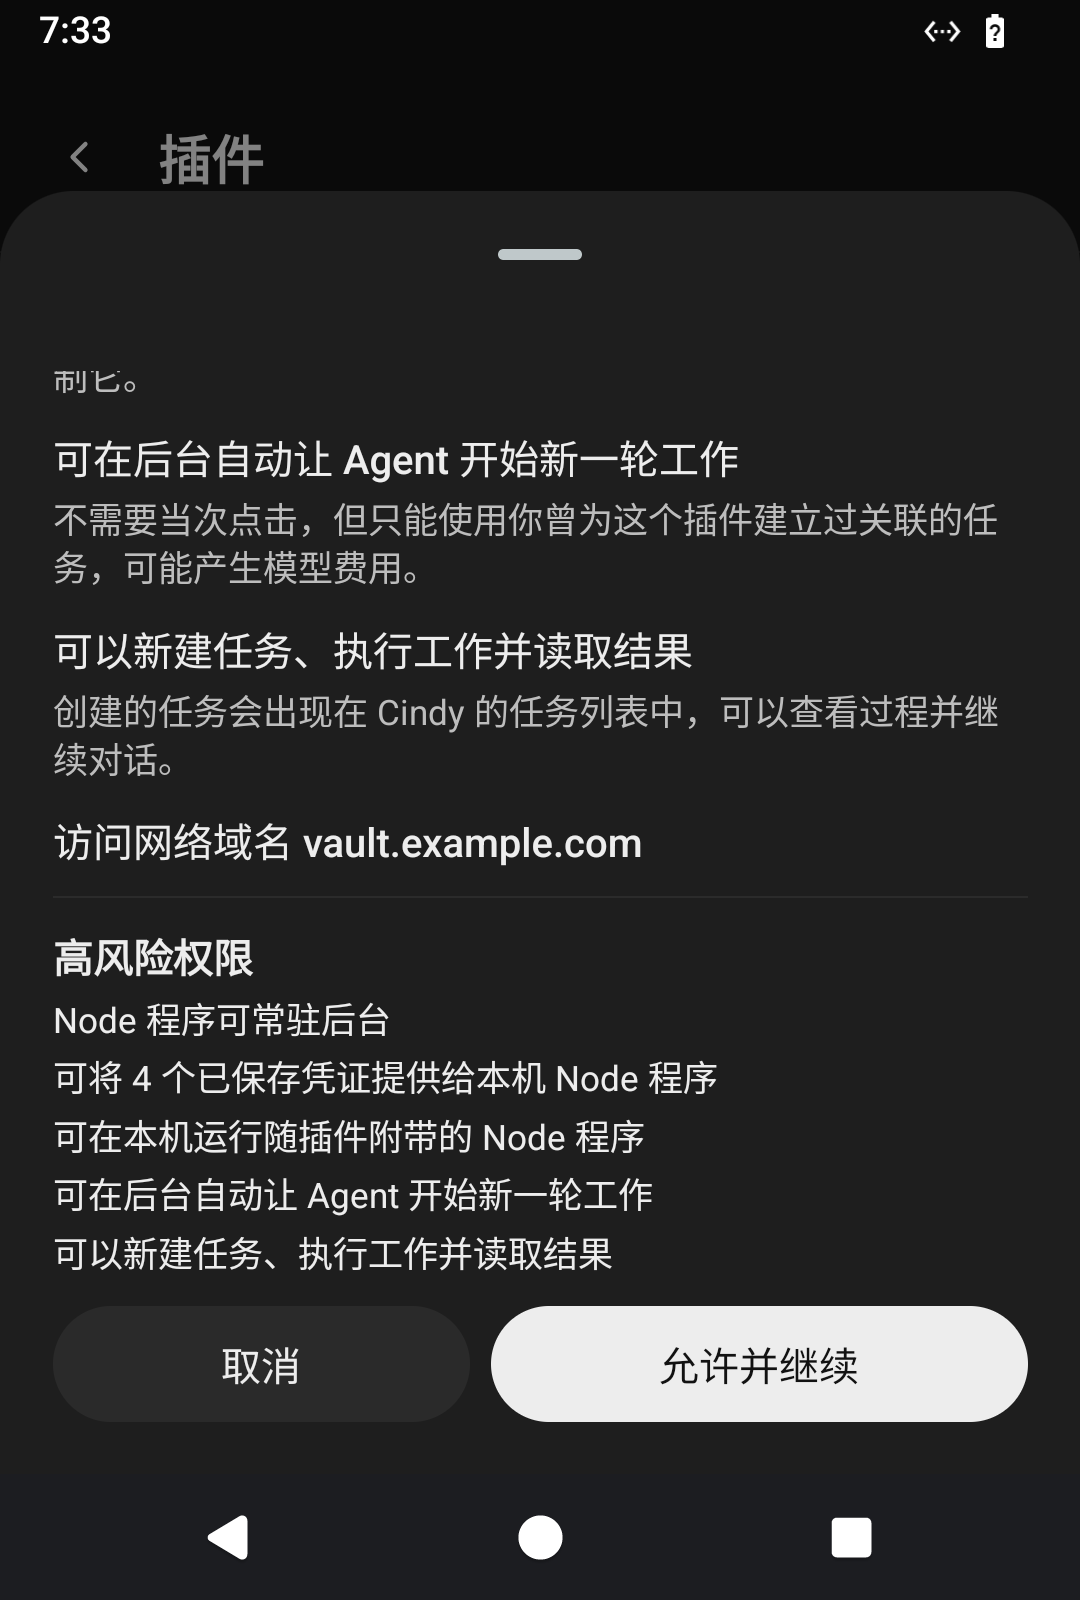 7:33
插件
制它。
可在后台自动让 Agent 开始新一轮工作
不需要当次点击，但只能使用你曾为这个插件建立过关联的任
务，可能产生模型费用。
可以新建任务、执行工作并读取结果
创建的任务会出现在 Cindy 的任务列表中，可以查看过程并继
续对话。
访问网络域名 vault.example.com
高风险权限
Node 程序可常驻后台
可将 4 个已保存凭证提供给本机 Node 程序
可在本机运行随插件附带的 Node 程序
可在后台自动让 Agent 开始新一轮工作
可以新建任务、执行工作并读取结果
取消
允许并继续